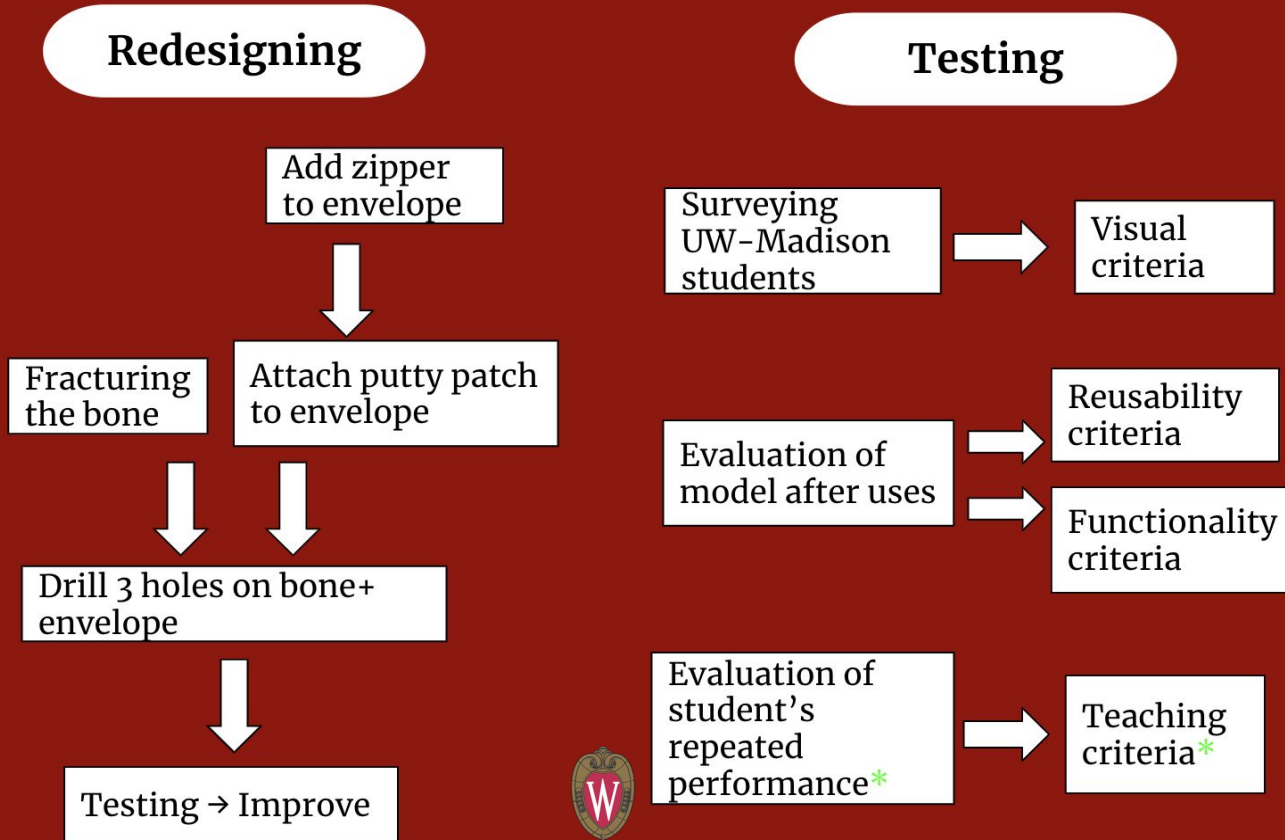 Redesigning
Add zipper
to envelope
Fracturing
the bone
Attach putty patch
to envelope
Drill 3 holes on bone+
envelope
Testing → Improve
Testing
Surveying
UW-Madison
students
Visual
criteria
Evaluation of
model after uses
Reusability
criteria
Functionality
criteria
Evaluation of
student’s
repeated
performance*
Teaching
criteria*
W